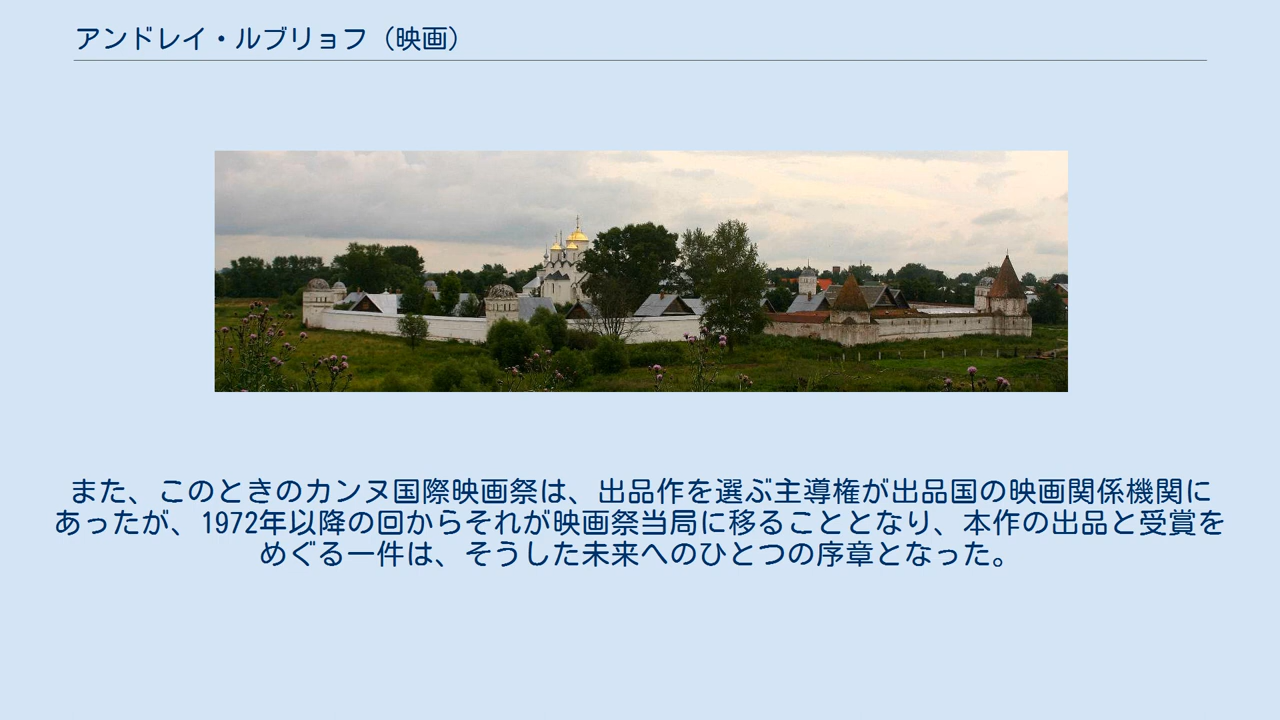 アンドレイ・ルブリョフ（映画）
また、このときのカンヌ国際映画祭は、出品作を選ぶ主導権が出品国の映画関係機関に
あったが、1972年以降の回からそれが映画祭当局に移ることとなり、本作の出品と受賞を
めぐる一件は、そうした未来へのひとつの序章となった。